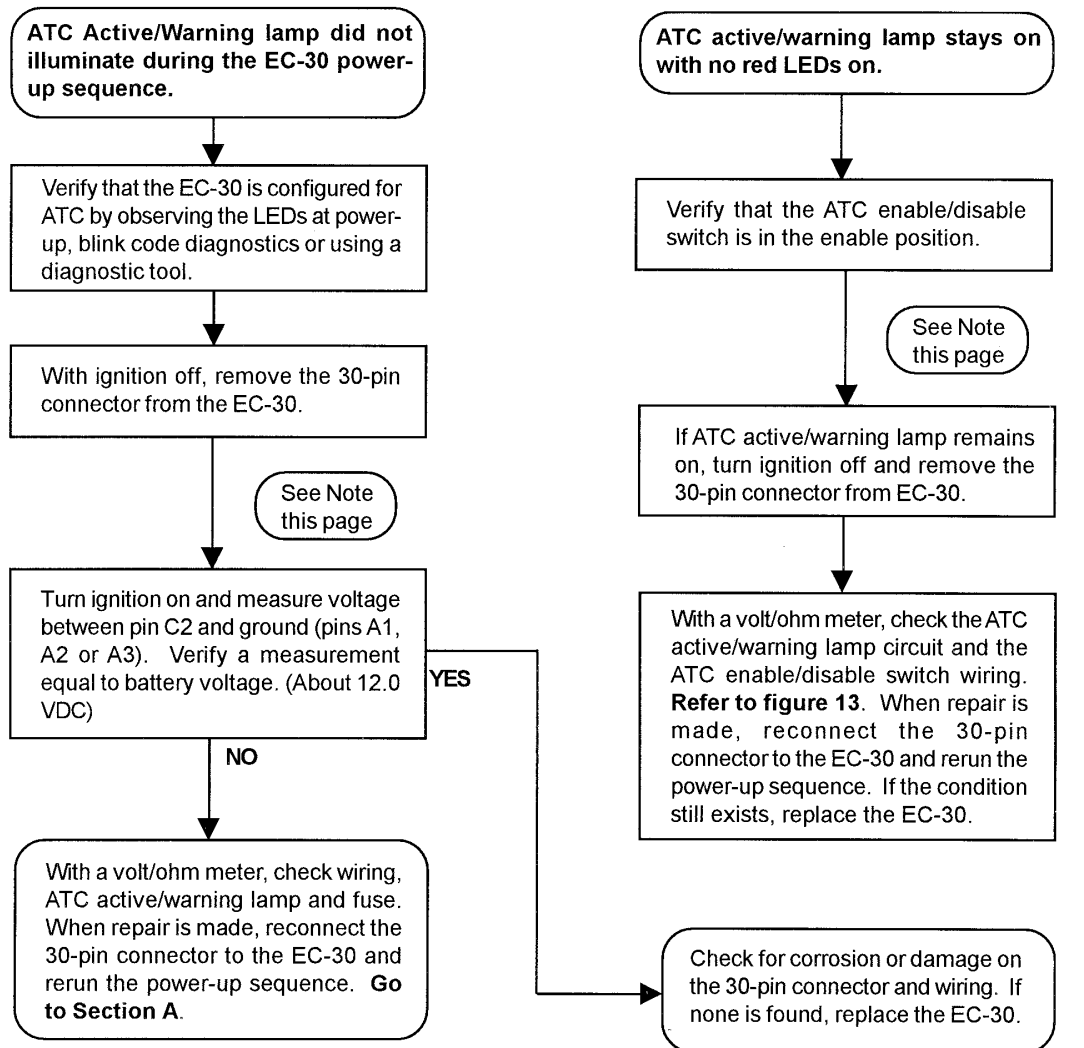 ATC Active/Warning lamp did not
illuminate during the EC-30 power-
up sequence.
Verify that the EC-30 is configured for
ATC by observing the LEDs at power-
up, blink code diagnostics or using a
diagnostic tool.
With ignition off, remove the 30-pin
connector from the EC-30.
See Note
this page
Turn ignition on and measure voltage
between pin C2 and ground (pins A1,
A2 or A3). Verify a measurement
equal to battery voltage. (About 12.0
VDC)
YES
NO
With a volt/ohm meter, check wiring,
ATC active/warning lamp and fuse.
When repair is made, reconnect the
30-pin connector to the EC-30 and
rerun the power-up sequence. Go
to Section A.
ATC active/warning lamp stays on
with no red LEDs on.
Verify that the ATC enable/disable
switch is in the enable position.
See Note
this page
If ATC active/warning lamp remains
on, turn ignition off and remove the
30-pin connector from EC-30.
With a volt/ohm meter, check the ATC
active/warning lamp circuit and the
ATC enable/disable switch wiring.
Refer to figure 13. When repair is
made, reconnect the 30-pin
connector to the EC-30 and rerun the
power-up sequence. If the condition
still exists, replace the EC-30.
Check for corrosion or damage on
the 30-pin connector and wiring. If
none is found, replace the EC-30.